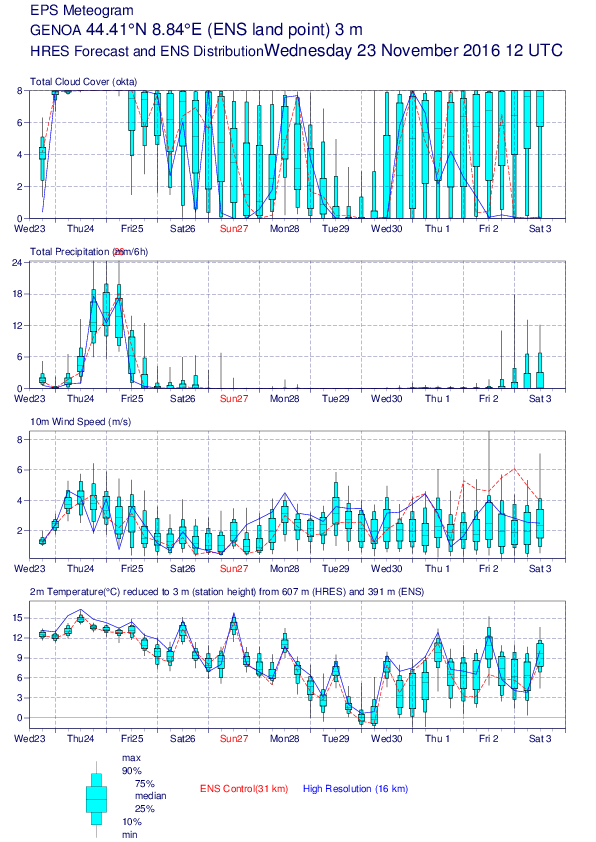 EPS Meteogram
GENOA 44.41°N 8.84°E (ENS land point) 3 m
HRES Forecast and ENS Distribution Wednesday 23 November 2016 12 UTC
Total Cloud Cover (okta)
8
6
4
2
0
Wed23 Thu24 Fri25 Sat26 Sun27 Mon28 Tue29 Wed30 Thu 1 Fri 2 Sat 3
Total Precipitation (mm/6h)
24
18
12
6
0
Wed23 Thu24 Fri25 Sat26 Sun27 Mon28 Tue29 Wed30 Thu 1 Fri 2 Sat 3
10m Wind Speed (m/s)
8
6
4
2
Wed23 Thu24 Fri25 Sat26 Sun27 Mon28 Tue29 Wed30 Thu 1 Fri 2 Sat 3
2m Temperature(°C) reduced to 3 m (station height) from 607 m (HRES) and 391 m (ENS)
15
12
9
6
3
0
Wed23 Thu24 Fri25 Sat26 Sun27 Mon28 Tue29 Wed30 Thu 1 Fri 2 Sat 3
max
90%
75%
median
25%
10%
min
ENS Control(31 km) High Resolution (16 km)